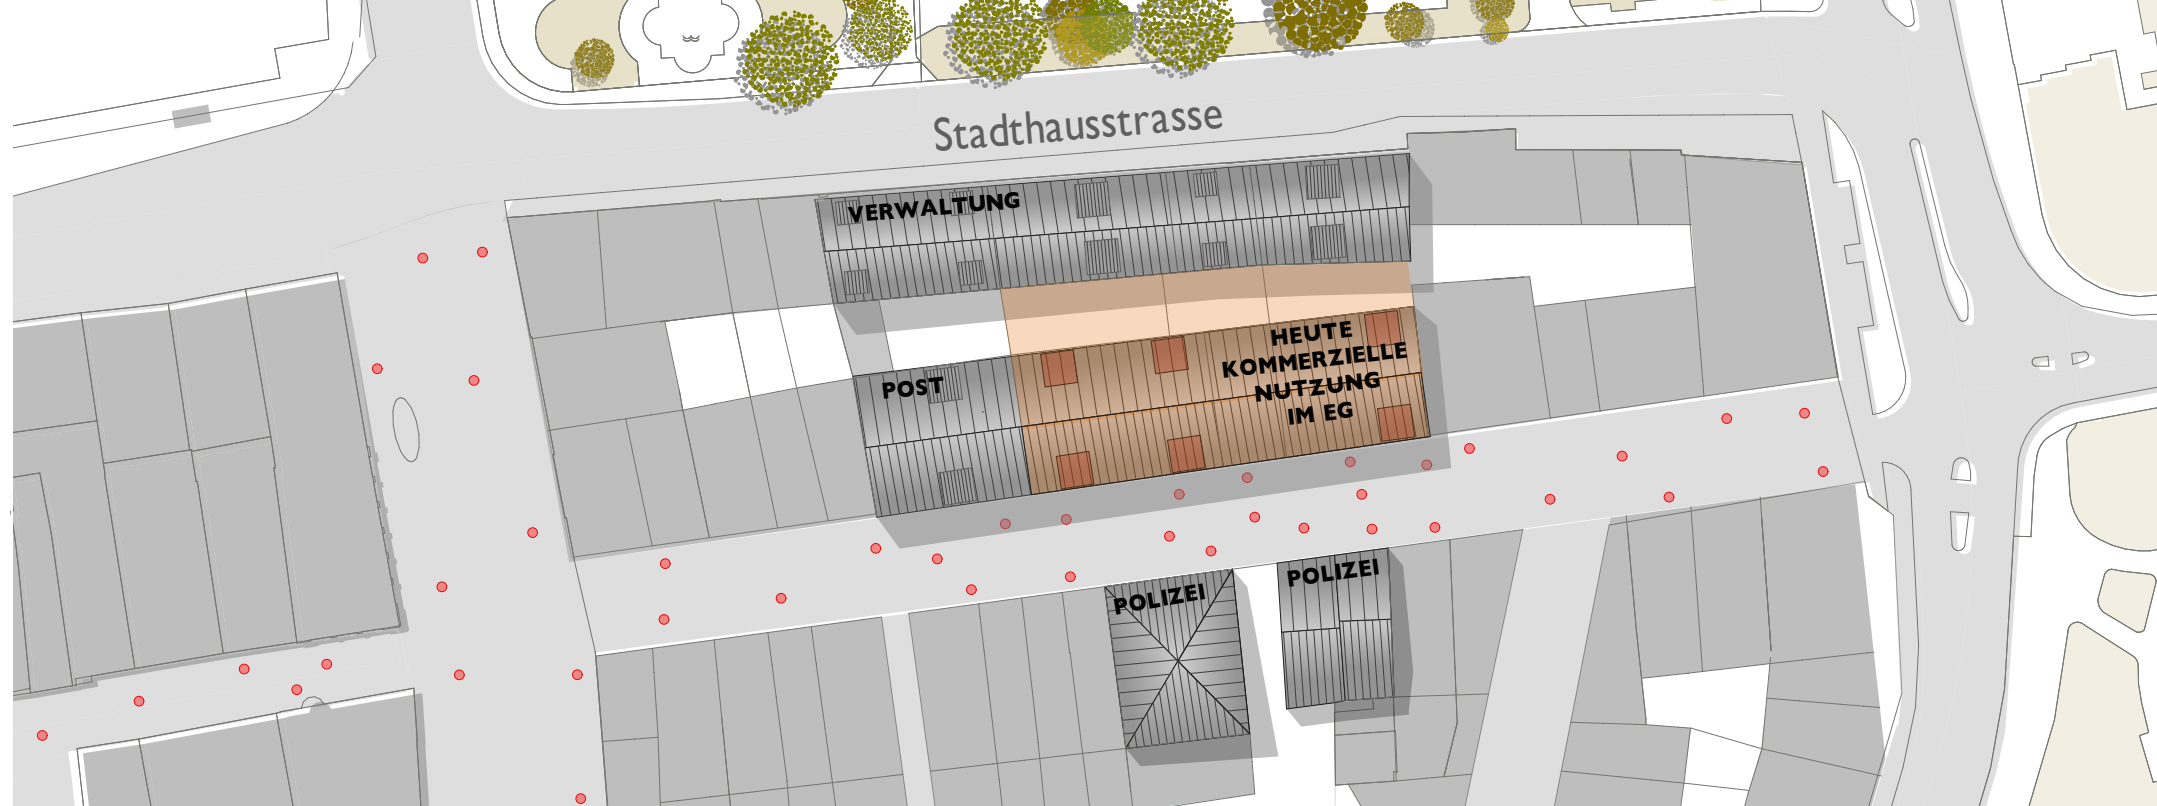 Stadthausstrasse
VERWALTUNG
HEUTE
KOMMERZIELLE
NUTZUNG
IM EG
POST
POLIZEI
POLIZEI